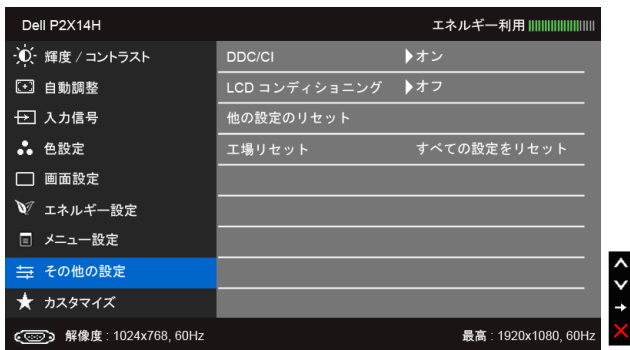 Dell P2X14H エネルギー利用
輝度 / コントラスト DDC/CI オン
自動調整 LCD コンディショニング オフ
入力信号 他の設定のリセット
色設定 工場リセット すべての設定をリセット
画面設定
エネルギー設定
メニュー設定
その他の設定
カスタマイズ
解像度 : 1024x768, 60Hz 最高 : 1920x1080, 60Hz